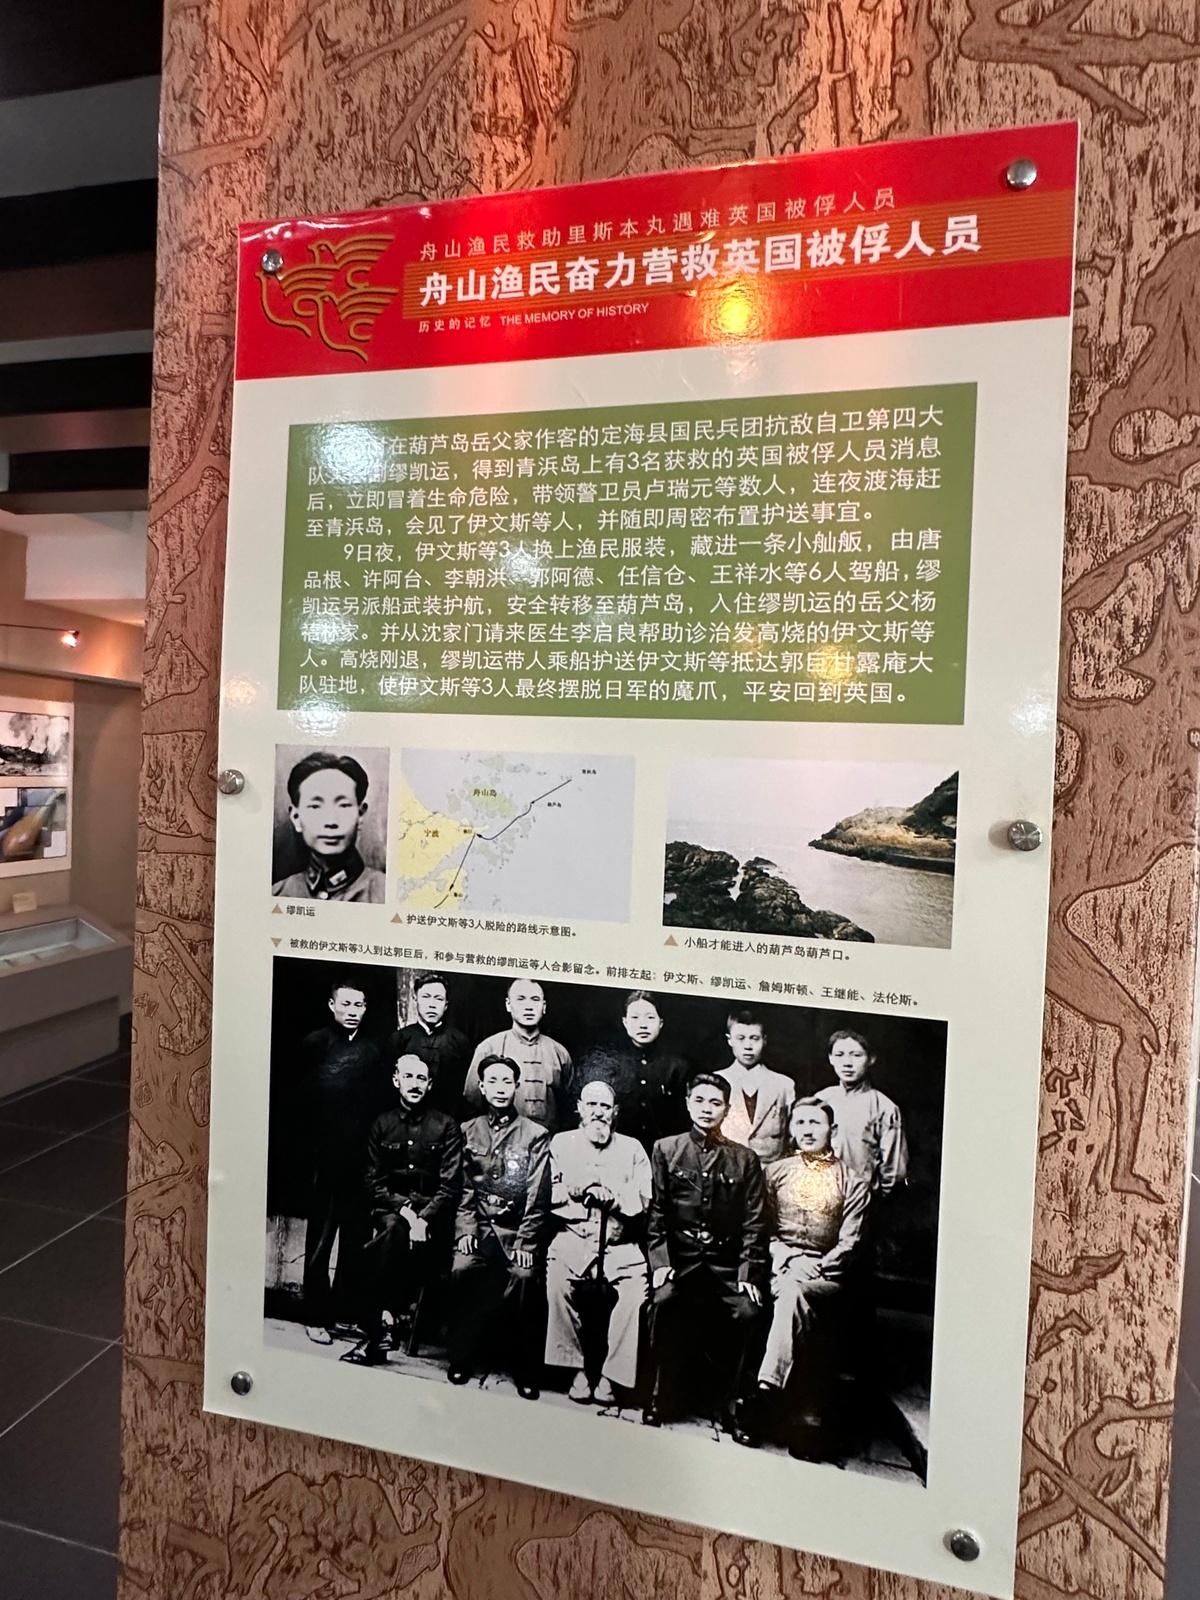 舟山渔民救助里斯本丸遇难英国被俘人员
舟山渔民奋力营救英国被俘人员
历史的记忆 THE MEMORY OF HISTORY
在葫芦岛岳父家作客的定海县国民兵团抗敌自卫第四大
队 缪凯运，得到青浜岛上有3名获救的英国被俘人员消息
后，立即冒着生命危险，带领警卫员卢瑞元等数人，连夜渡海赶
至青浜岛，会见了伊文斯等人，并随即周密布置护送事宜。
9日夜，伊文斯等3人换上渔民服装，藏进一条小舢舨，由唐
品根、许阿台、李朝洪、郭阿德、任信仓、王祥水等6人驾船，缪
凯运另派船武装护航，安全转移至葫芦岛，入住缪凯运的岳父杨
家。并从沈家门请来医生李启良帮助诊治发高烧的伊文斯等
人。高烧刚退，缪凯运带人乘船护送伊文斯等抵达郭巨甘露庵大
队驻地，使伊文斯等3人最终摆脱日军的魔爪，平安回到英国。
舟山岛
宁波
葫芦岛
缪凯运
护送伊文斯等3人脱险的路线示意图。
小船才能进入的葫芦岛葫芦口。
被救的伊文斯等3人到达郭巨后，和参与营救的缪凯运等人合影留念。前排左起：伊文斯、缪凯运、詹姆斯顿、王继能、法伦斯。